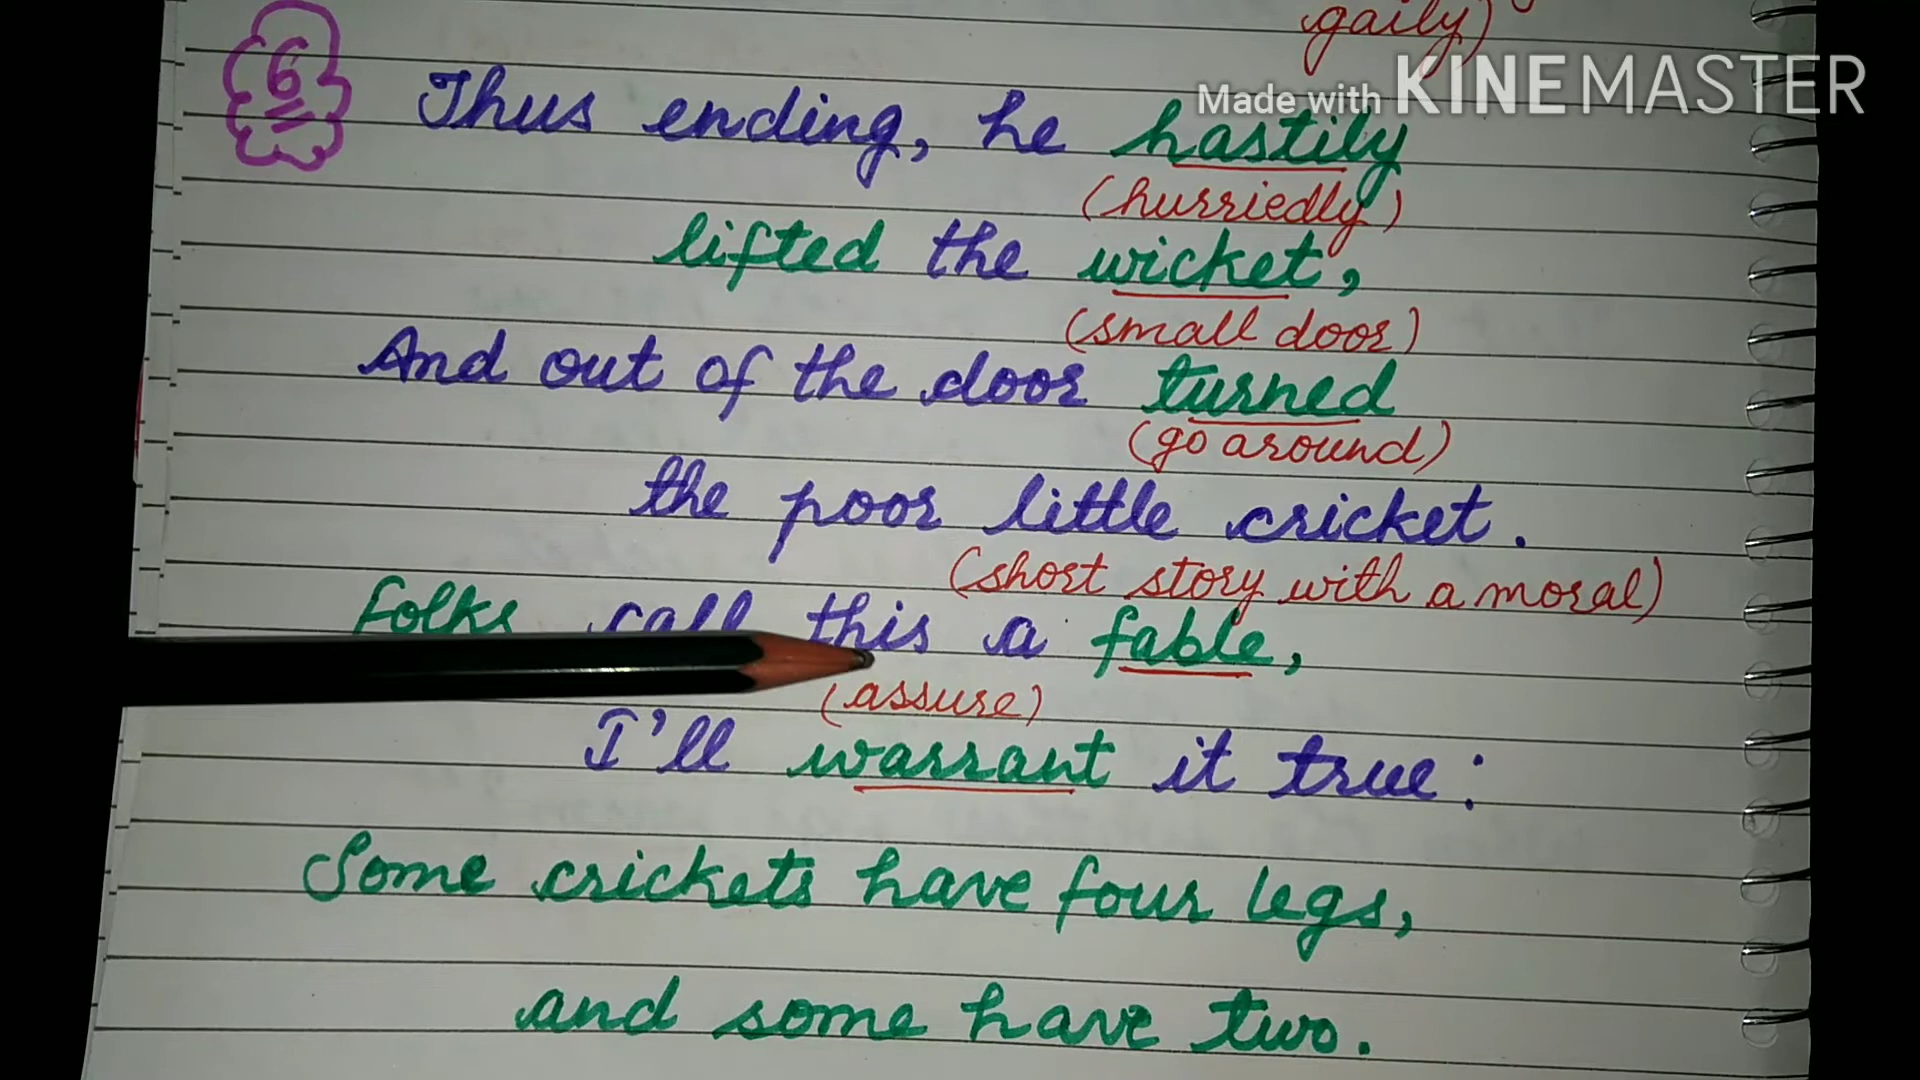 gaily)
Made with KINEMASTER
6
Thus ending, he hastily
(hurriedly)
lifted the wicket,
(small door)
And out of the door turned
(go around)
the poor little cricket.
(short story with a moral)
Folks call this a fable,
(assure)
I'll warrant it true:
Some crickets have four legs,
and some have two.